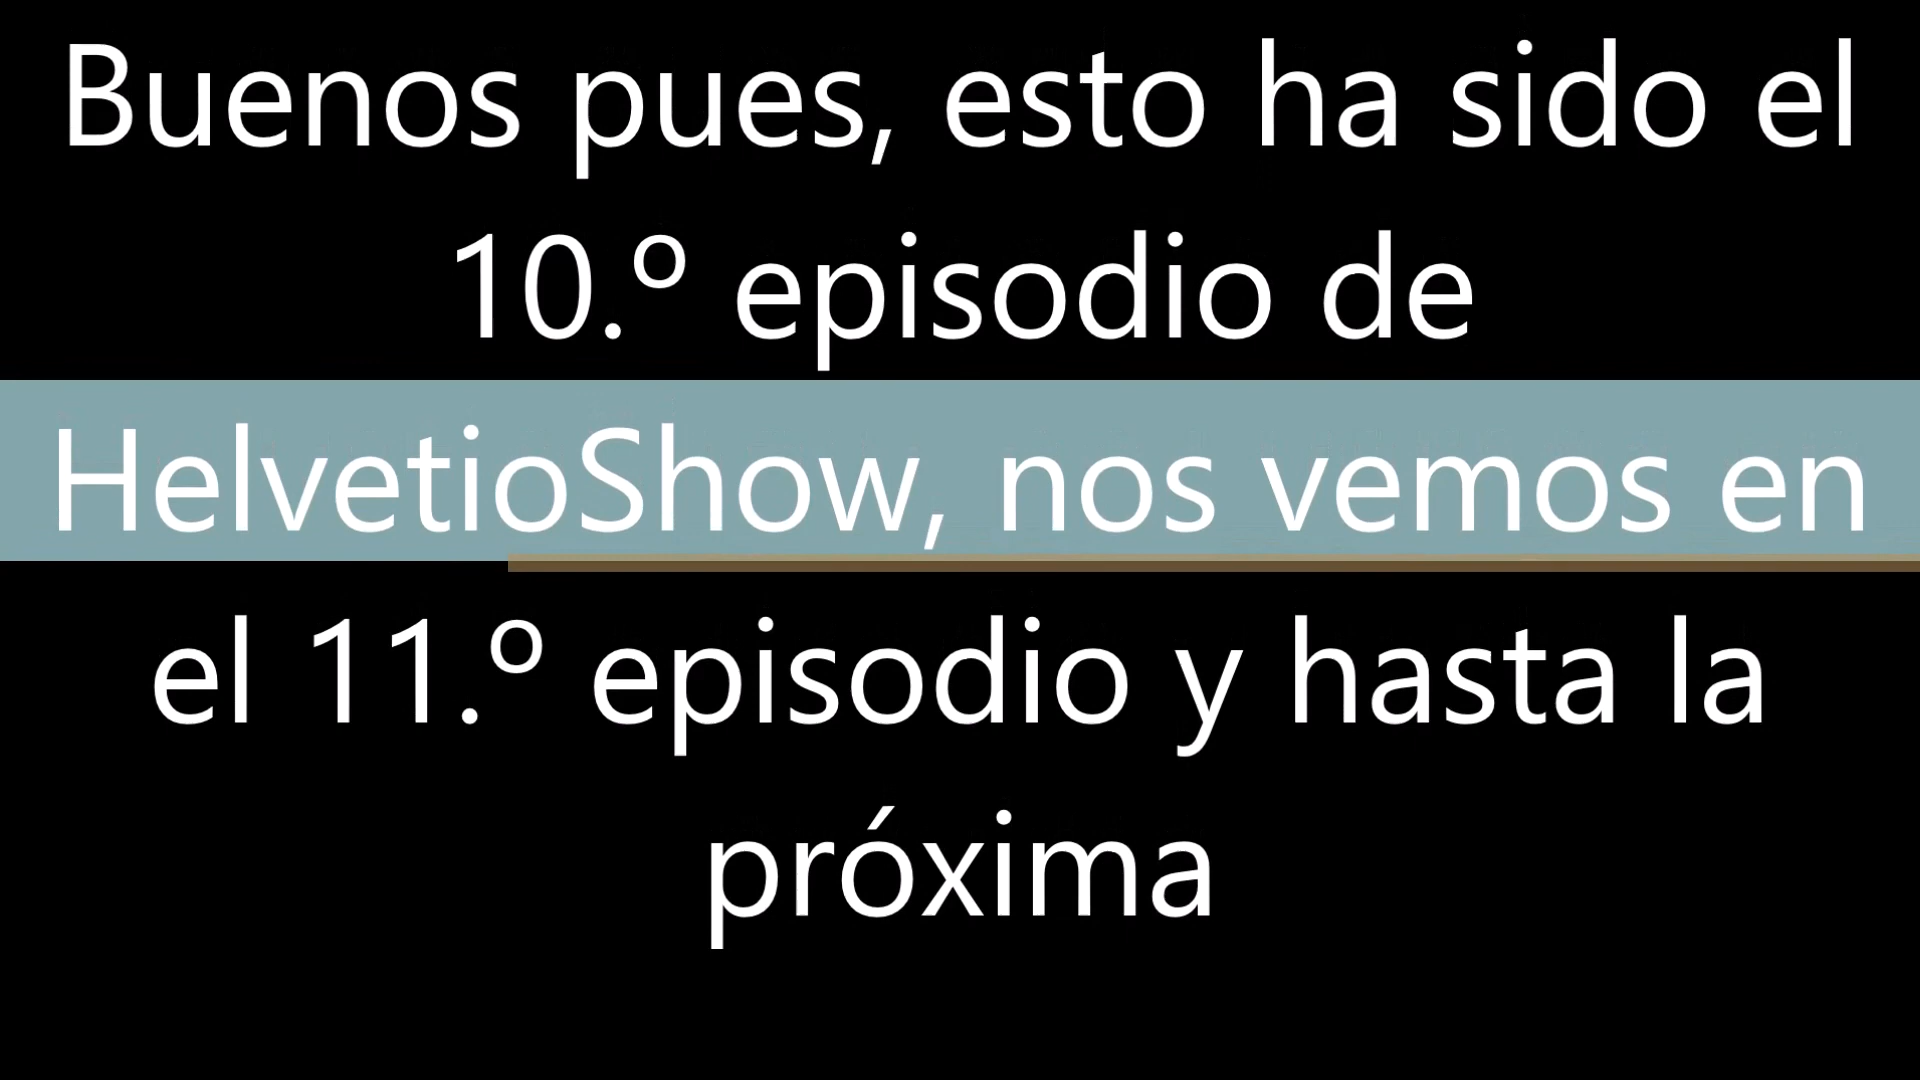 Buenos pues, esto ha sido el
10.º episodio de
HelvetioShow, nos vemos en
el 11.º episodio y hasta la
próxima